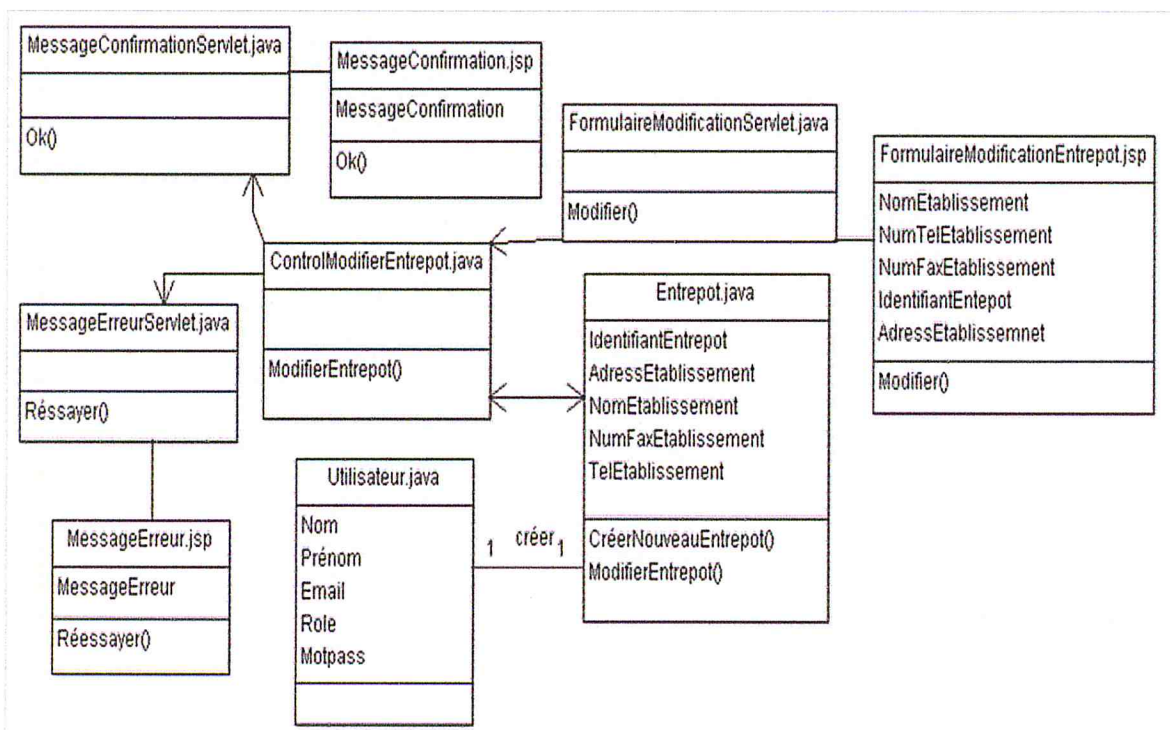 MessageConfirmationServlet.java
Ok()
MessageConfirmation.jsp
MessageConfirmation
Ok()
FormulaireModificationServlet.java
Modifier()
FormulaireModificationEntrepot.jsp
NomEtablissement
NumTelEtablissement
NumFaxEtablissement
IdentifiantEntepot
AdressEtablissemnet
Modifier()
ControlModifierEntrepot.java
ModifierEntrepot()
MessageErreurServlet.java
Réssayer()
Entrepot.java
IdentifiantEntrepot
AdressEtablissement
NomEtablissement
NumFaxEtablissement
TelEtablissement
CréerNouveauEntrepot()
ModifierEntrepot()
Utilisateur.java
Nom
Prénom
Email
Role
Motpass
1 créer 1
MessageErreur.jsp
MessageErreur
Réessayer()